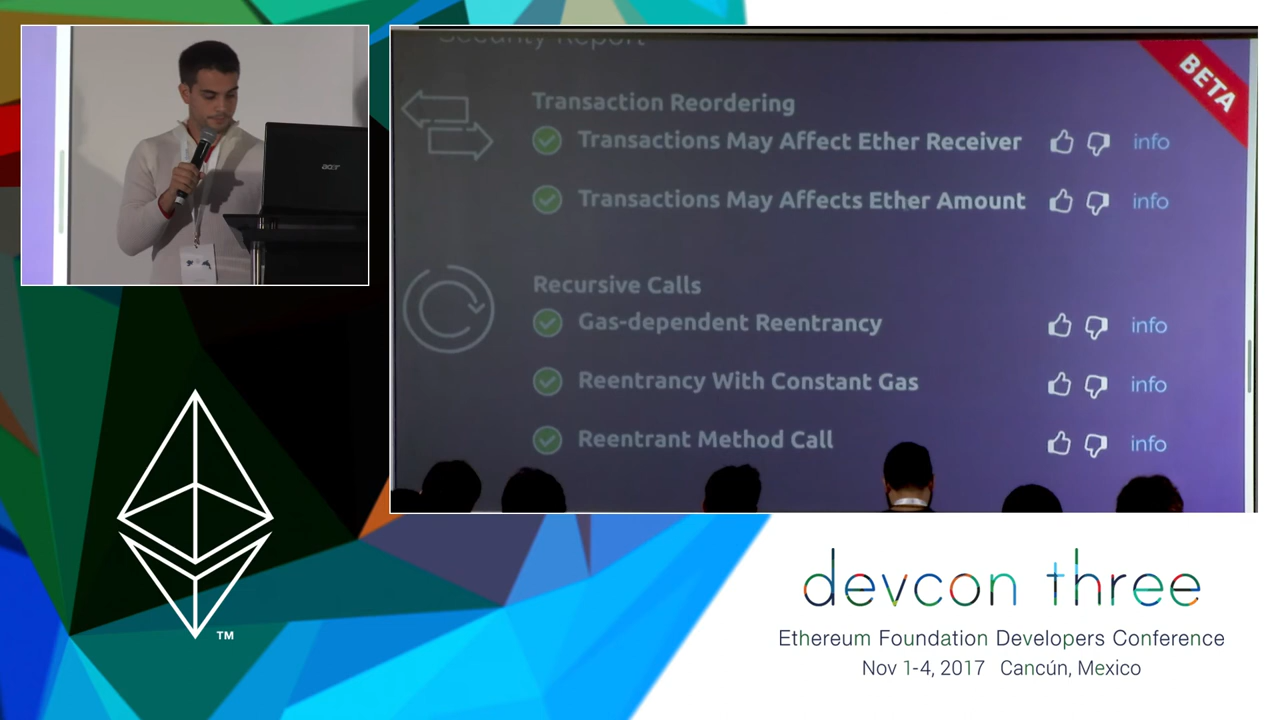 acer
Security Report
BETA
Transaction Reordering
Transactions May Affect Ether Receiver info
Transactions May Affects Ether Amount info
Recursive Calls
Gas-dependent Reentrancy info
Reentrancy With Constant Gas info
Reentrant Method Call info
TM
devcon three
Ethereum Foundation Developers Conference
Nov 1-4, 2017 Cancún, Mexico